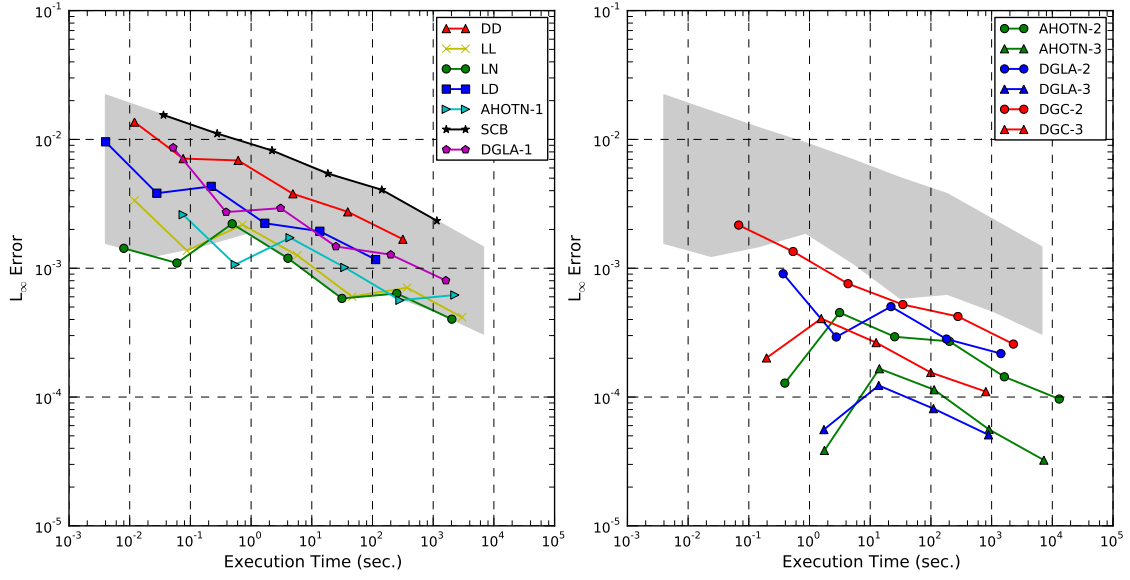 10^-1
10^-2
10^-3
10^-4
10^-5
L∞ Error
10^-3 10^-2 10^-1 10^0 10^1 10^2 10^3 10^4 10^5
Execution Time (sec.)
DD
LL
LN
LD
AHOTN-1
SCB
DGLA-1
10^-1
10^-2
10^-3
10^-4
10^-5
L∞ Error
10^-3 10^-2 10^-1 10^0 10^1 10^2 10^3 10^4 10^5
Execution Time (sec.)
AHOTN-2
AHOTN-3
DGLA-2
DGLA-3
DGC-2
DGC-3